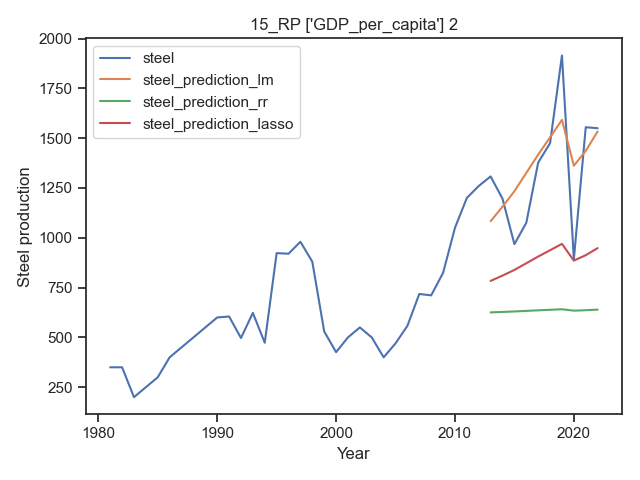 15_RP ['GDP_per_capita'] 2
steel
steel_prediction_lm
steel_prediction_rr
steel_prediction_lasso
Steel production
2000
1750
1500
1250
1000
750
500
250
1980
1990
2000
2010
2020
Year